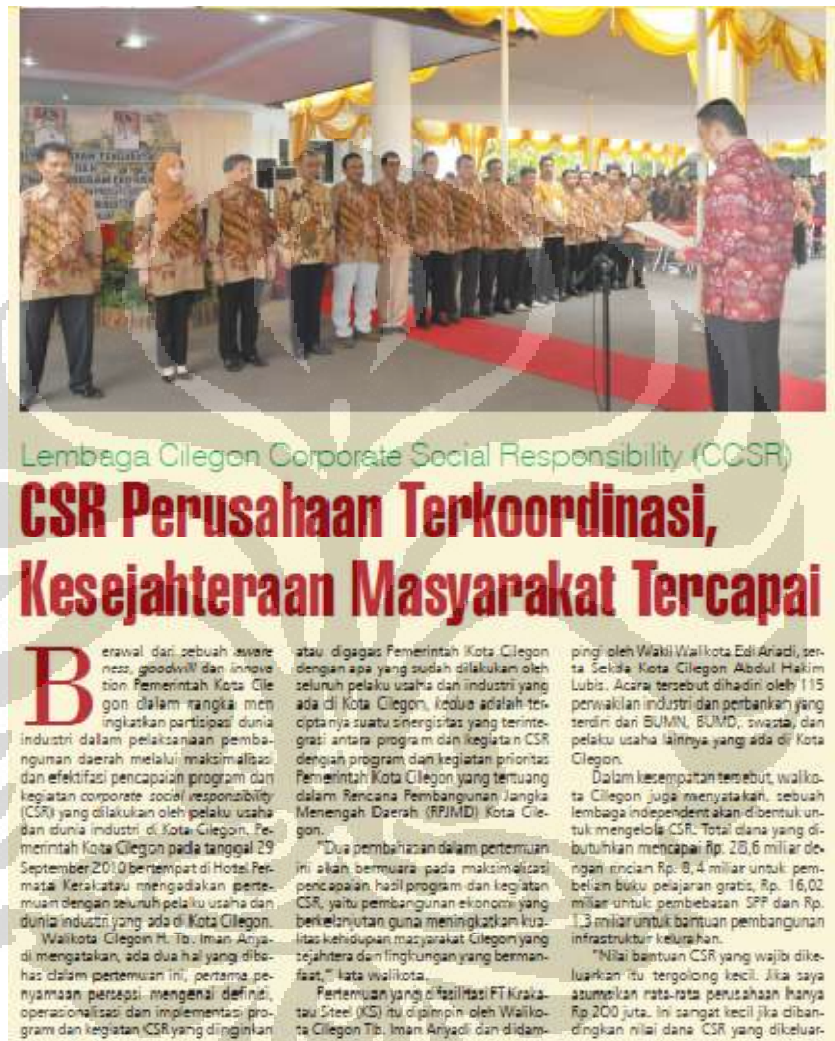 Lembaga Cilegon Corporate Social Responsibility (CCSR)
CSR Perusahaan Terkoordinasi,
Kesejahteraan Masyarakat Tercapai
Berawal dari sebuah aware
ness, goodwill dan innova
tion Pemerintah Kota Cile
gon dalam rangka men
ingkatkan partisipasi dunia
industri dalam pelaksanaan pemba-
ngunan daerah melalui maksimalisasi
dan efektifasi pencapaian program dan
kegiatan corporate social responsibility
(CSR) yang dilakukan oleh pelaku usaha
dan dunia industri di Kota Cilegon. Pe-
merintah Kota Cilegon pada tanggal 29
September 2010 bertempat di Hotel Per-
mata Kerakatau mengadakan perte-
muan dengan seluruh pelaku usaha dan
dunia industri yang ada di Kota Cilegon.
Walikota Cilegon H. Tb. Iman Ariya-
di mengatakan, ada dua hal yang diba-
has dalam pertemuan ini, pertama pe-
nyamaan persepsi mengenai definisi,
operasionalisasi dan implementasi pro-
gram dan kegiatan CSR yang diinginkan
atau digagas Pemerintah Kota Cilegon
dengan apa yang sudah dilakukan oleh
seluruh pelaku usaha dan industri yang
ada di Kota Cilegon, kedua adalah ter-
ciptanya suatu sinergisitas yang terinte-
grasi antara program dan kegiatan CSR
dengan program dan kegiatan prioritas
Pemerintah Kota Cilegon yang tertuang
dalam Rencana Pembangunan Jangka
Menengah Daerah (RPJMD) Kota Cile-
gon.
"Dua pembahasan dalam pertemuan
ini akan bermuara pada maksimalisasi
pencapaian hasil program dan kegiatan
CSR, yaitu pembangunan ekonomi yang
berkelanjutan guna meningkatkan kua-
litas kehidupan masyarakat Cilegon yang
sejahtera dan lingkungan yang berman-
faat," kata walikota.
Pertemuan yang difasilitasi PT Kraka-
tau Steel (KS) itu dipimpin oleh Waliko-
ta Cilegon Tb. Iman Ariyadi dan didam-
pingi oleh Wakil Walikota Edi Ariadi, ser-
ta Sekda Kota Cilegon Abdul Hakim
Lubis. Acara tersebut dihadiri oleh 115
perwakilan industri dan perbankan yang
terdiri dari BUMN, BUMD, swasta, dan
pelaku usaha lainnya yang ada di Kota
Cilegon.
Dalam kesempatan tersebut, waliko-
ta Cilegon juga menyatakan, sebuah
lembaga independent akan dibentuk un-
tuk mengelola CSR. Total dana yang di-
butuhkan mencapai Rp. 28,6 miliar de-
ngan rincian Rp. 8,4 miliar untuk pem-
belian buku pelajaran gratis, Rp. 16,02
miliar untuk pembebasan SPP dan Rp.
1,3 miliar untuk bantuan pembangunan
infrastruktur kelurahan.
"Nilai bantuan CSR yang wajib dike-
luarkan itu tergolong kecil. Jika saya
asumsikan rata-rata perusahaan hanya
Rp 200 juta. Ini sangat kecil jika diban-
dingkan nilai dana CSR yang dikeluar-